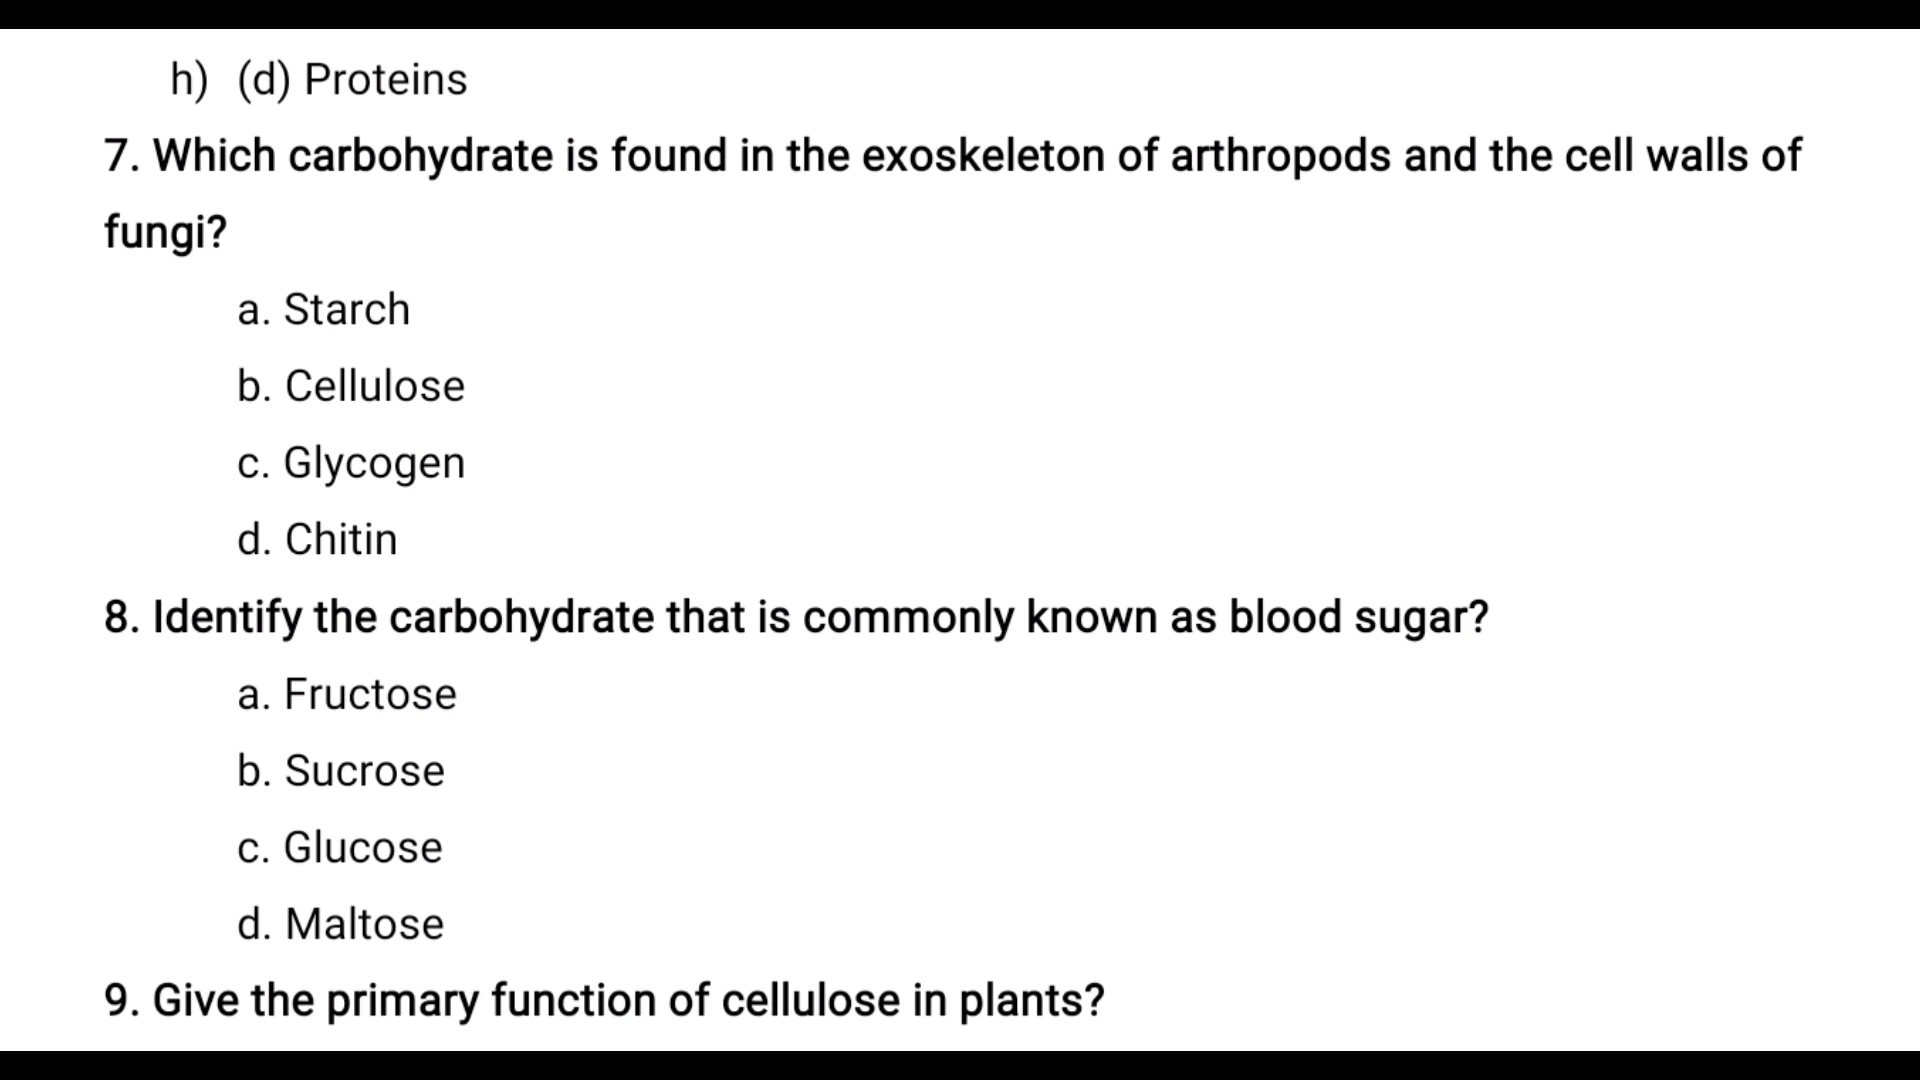 h) (d) Proteins
7. Which carbohydrate is found in the exoskeleton of arthropods and the cell walls of
fungi?
a. Starch
b. Cellulose
c. Glycogen
d. Chitin
8. Identify the carbohydrate that is commonly known as blood sugar?
a. Fructose
b. Sucrose
c. Glucose
d. Maltose
9. Give the primary function of cellulose in plants?